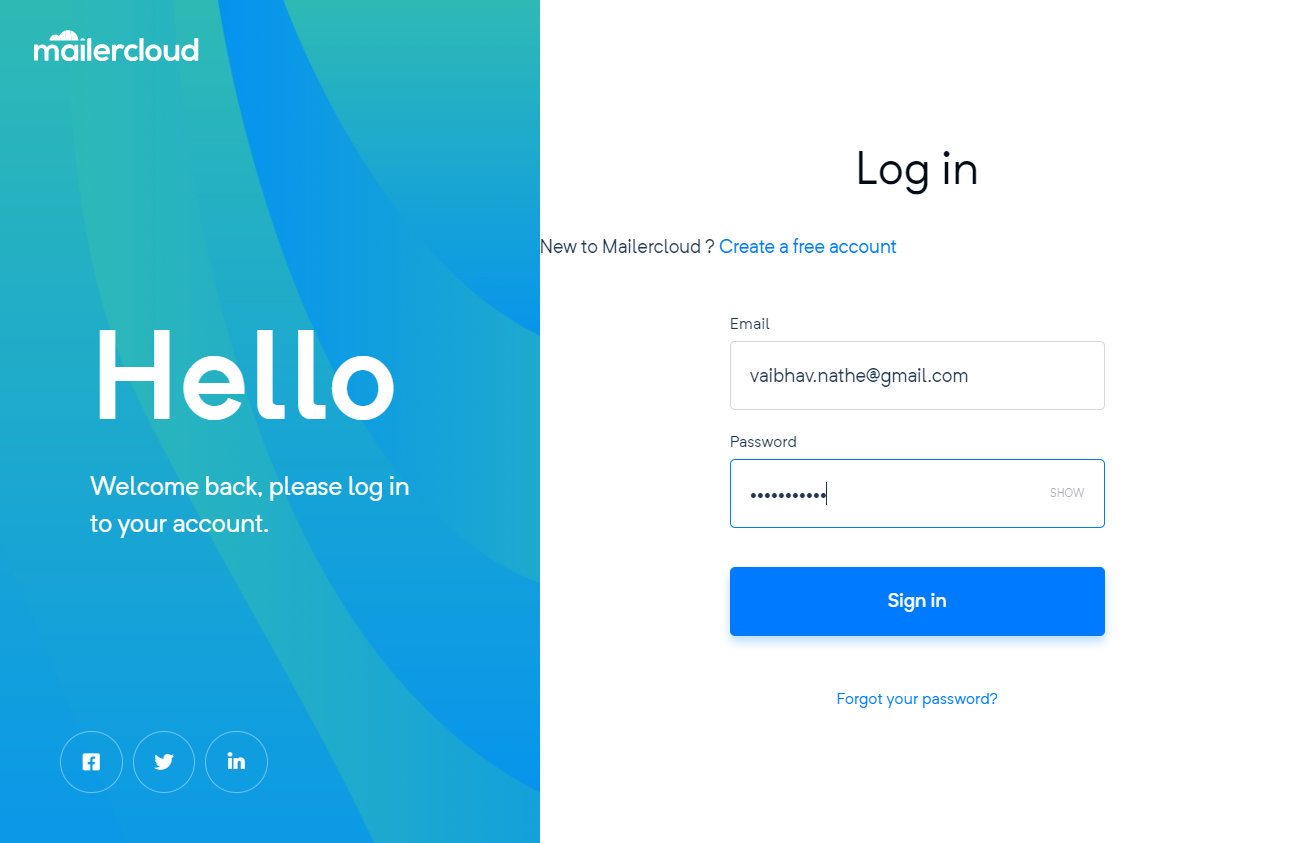 mailercloud
Hello
Welcome back, please log in
to your account.
Log in
New to Mailercloud ? Create a free account
Email
vaibhav.nathe@gmail.com
Password
•••••••••••
SHOW
Sign in
Forgot your password?